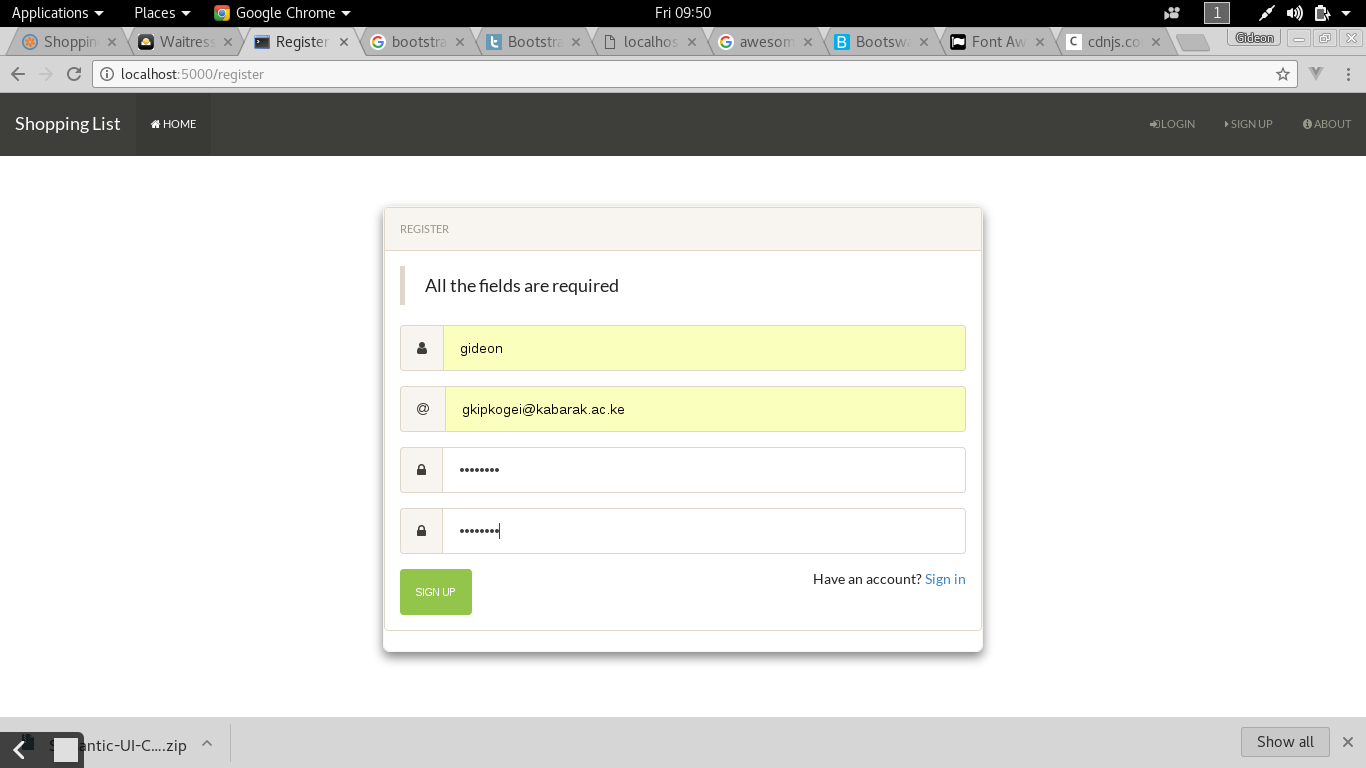 Applications Places Google Chrome Fri 09:50 1
Shoppin Waitress Register bootstra Bootstra localhos awesom Bootswa Font Aw cdnjs.co Gideon
localhost:5000/register
Shopping List HOME LOGIN SIGN UP ABOUT
REGISTER
All the fields are required
gideon
@ gkipkogei@kabarak.ac.ke
••••••••
••••••••
SIGN UP Have an account? Sign in
antic-UI-C....zip Show all